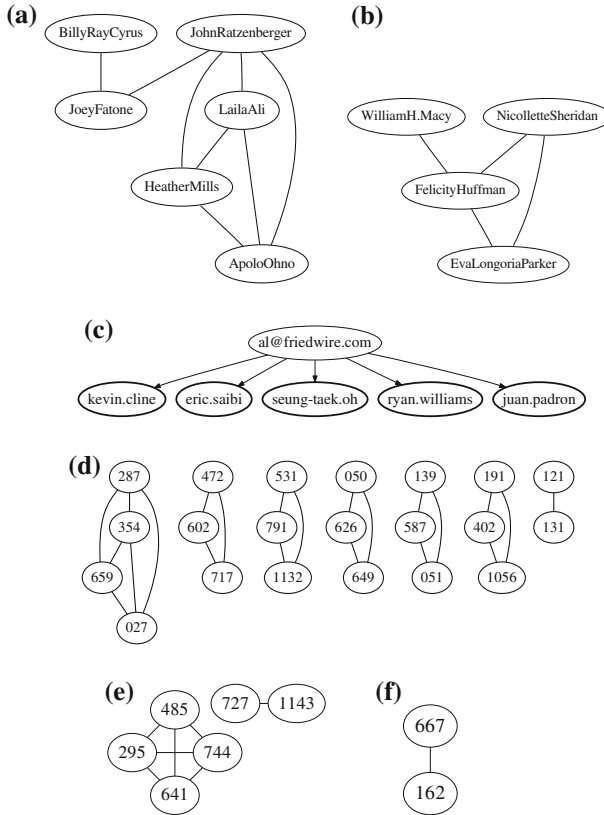 (a)
BillyRayCyrus JohnRatzenberger
JoeyFatone LailaAli
HeatherMills
ApoloOhno
(b)
WilliamH.Macy NicolletteSheridan
FelicityHuffman
EvaLongoriaParker
(c)
al@friedwire.com
kevin.cline eric.saibi seung-taek.oh ryan.williams juan.padron
(d)
287 472 531 050 139 191 121
354 602 791 626 587 402 131
659 717 1132 649 051 1056
027
(e)
485 727 1143
295 744
641
(f)
667
162